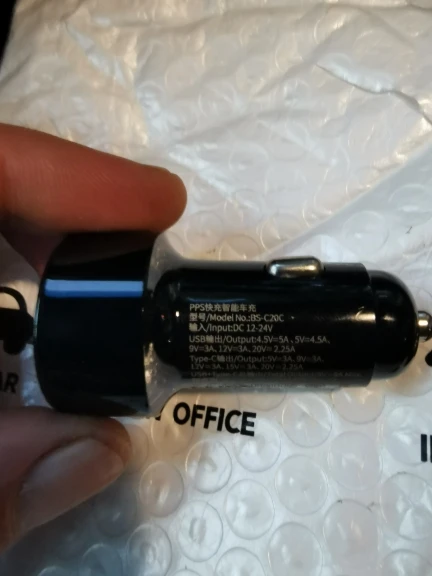 PPS快充智能车充
型号/Model No.:BS-C20C
输入/Input:DC 12-24V
USB输出/Output:4.5V=5A、5V=4.5A、
9V=3A、12V=3A、20V=2.25A
Type-C输出/Output:5V=3A、9V=3A、
12V=3A、15V=3A、20V=2.25A
OFFICE